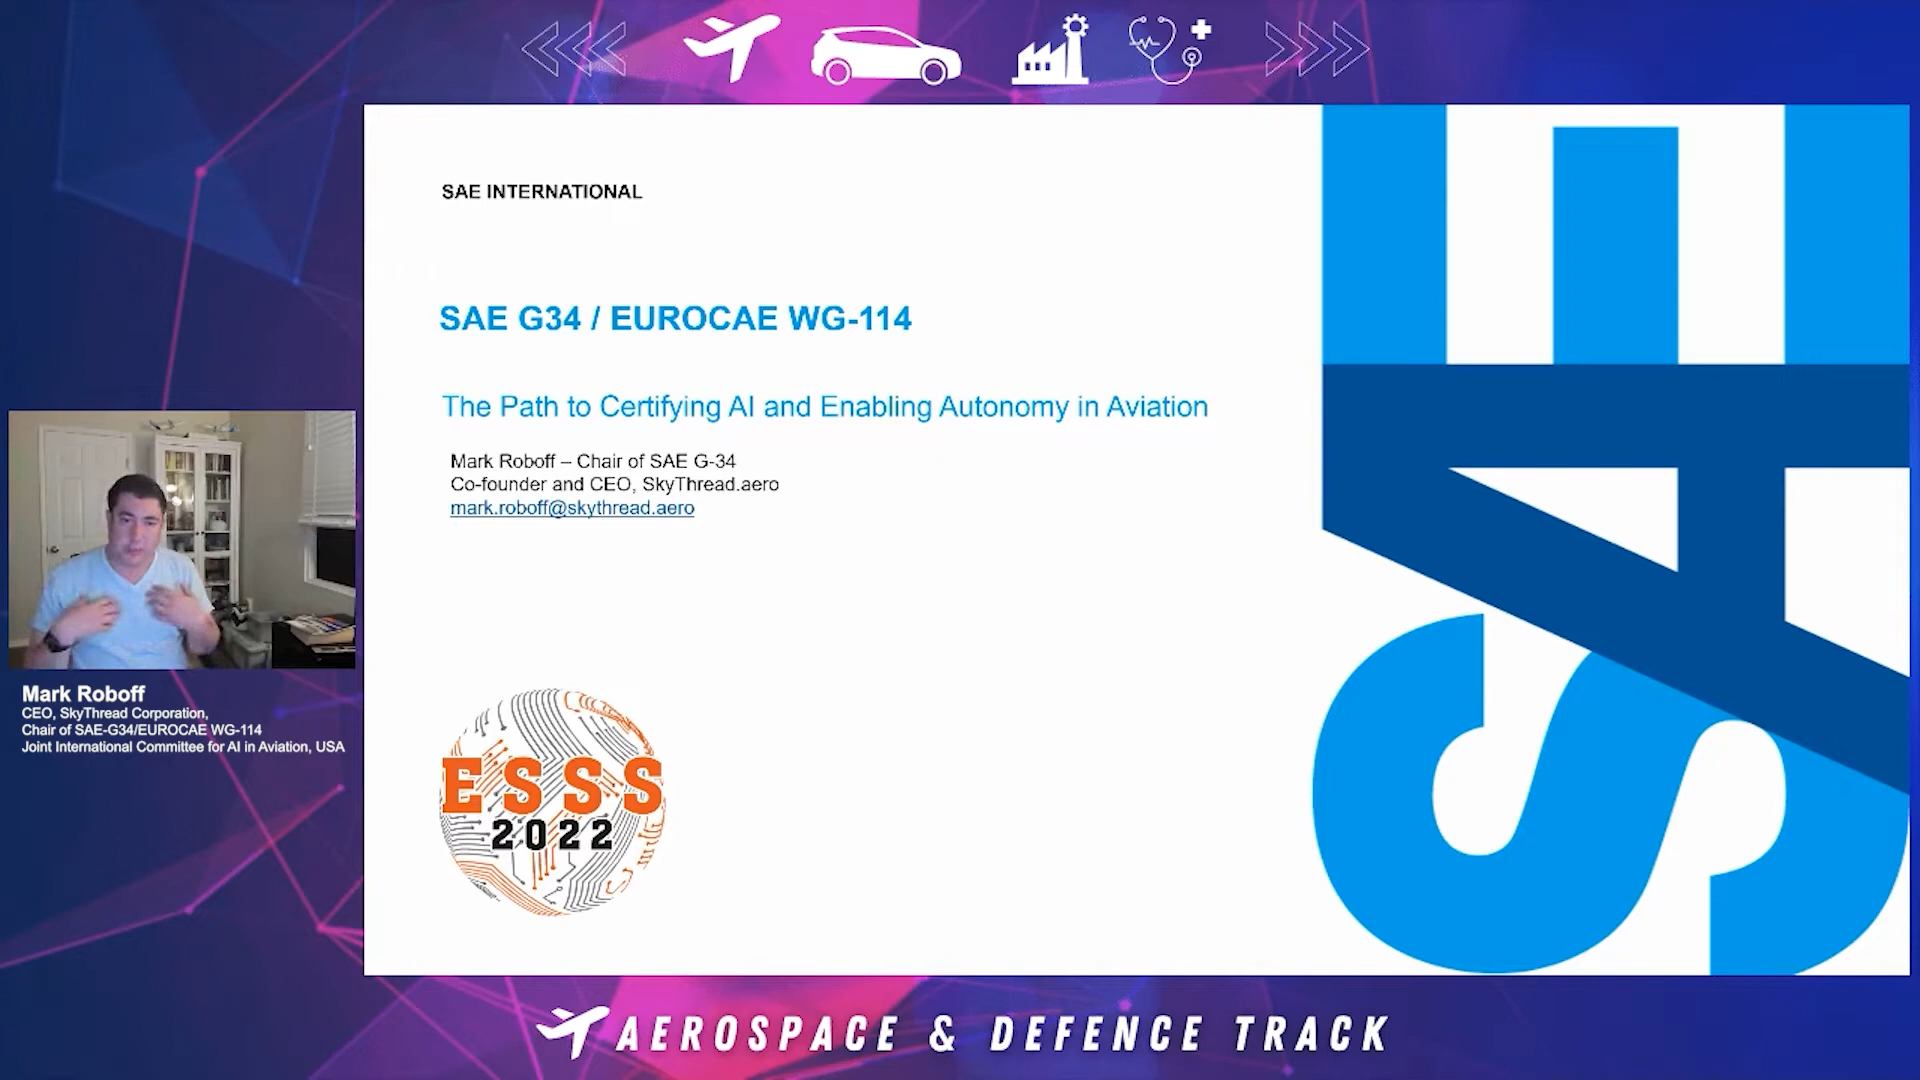 SAE INTERNATIONAL
SAE G34 / EUROCAE WG-114
The Path to Certifying AI and Enabling Autonomy in Aviation
Mark Roboff – Chair of SAE G-34
Co-founder and CEO, SkyThread.aero
mark.roboff@skythread.aero
SAE
ESSS
2022
Mark Roboff
CEO, SkyThread Corporation,
Chair of SAE-G34/EUROCAE WG-114
Joint International Committee for AI in Aviation, USA
AEROSPACE & DEFENCE TRACK